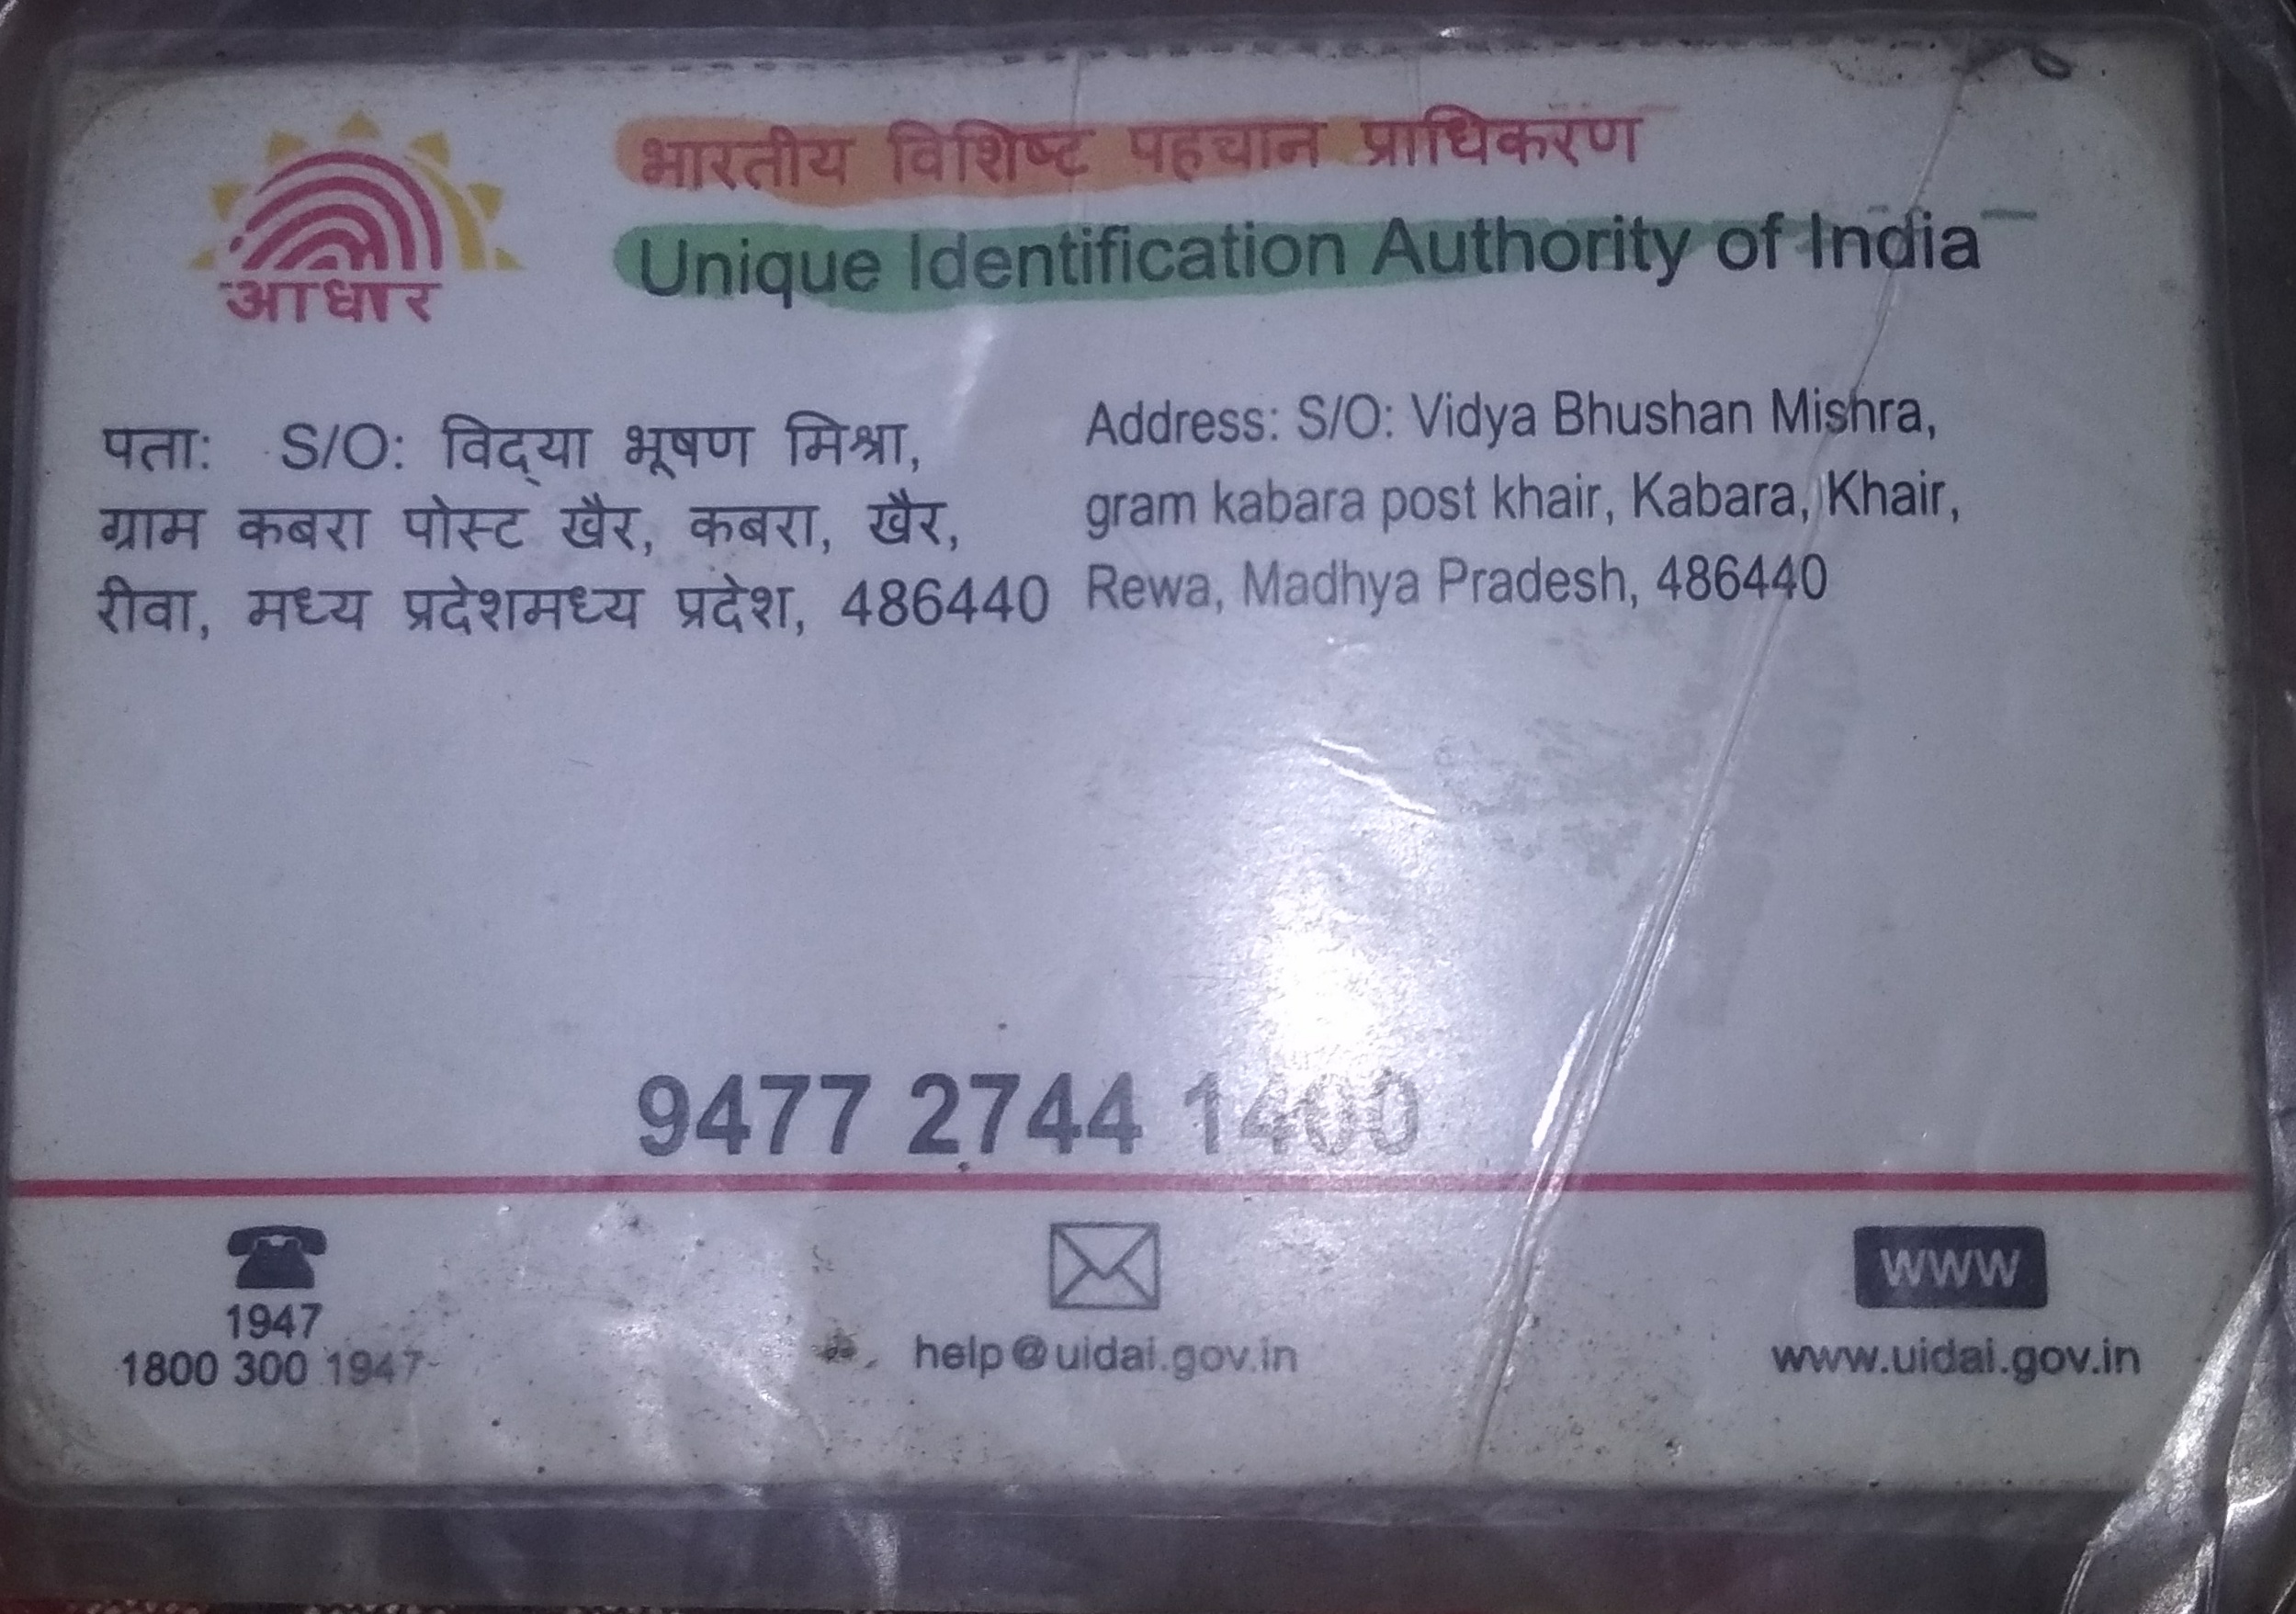 आधार
भारतीय विशिष्ट पहचान प्राधिकरण
Unique Identification Authority of India
पता: S/O: विद्‌या भूषण मिश्रा,
ग्राम कबरा पोस्ट खैर, कबरा, खैर,
रीवा, मध्य प्रदेशमध्य प्रदेश, 486440
Address: S/O: Vidya Bhushan Mishra,
gram kabara post khair, Kabara, Khair,
Rewa, Madhya Pradesh, 486440
9477 2744 1400
1947
1800 300 1947
help@uidai.gov.in
www
www.uidai.gov.in